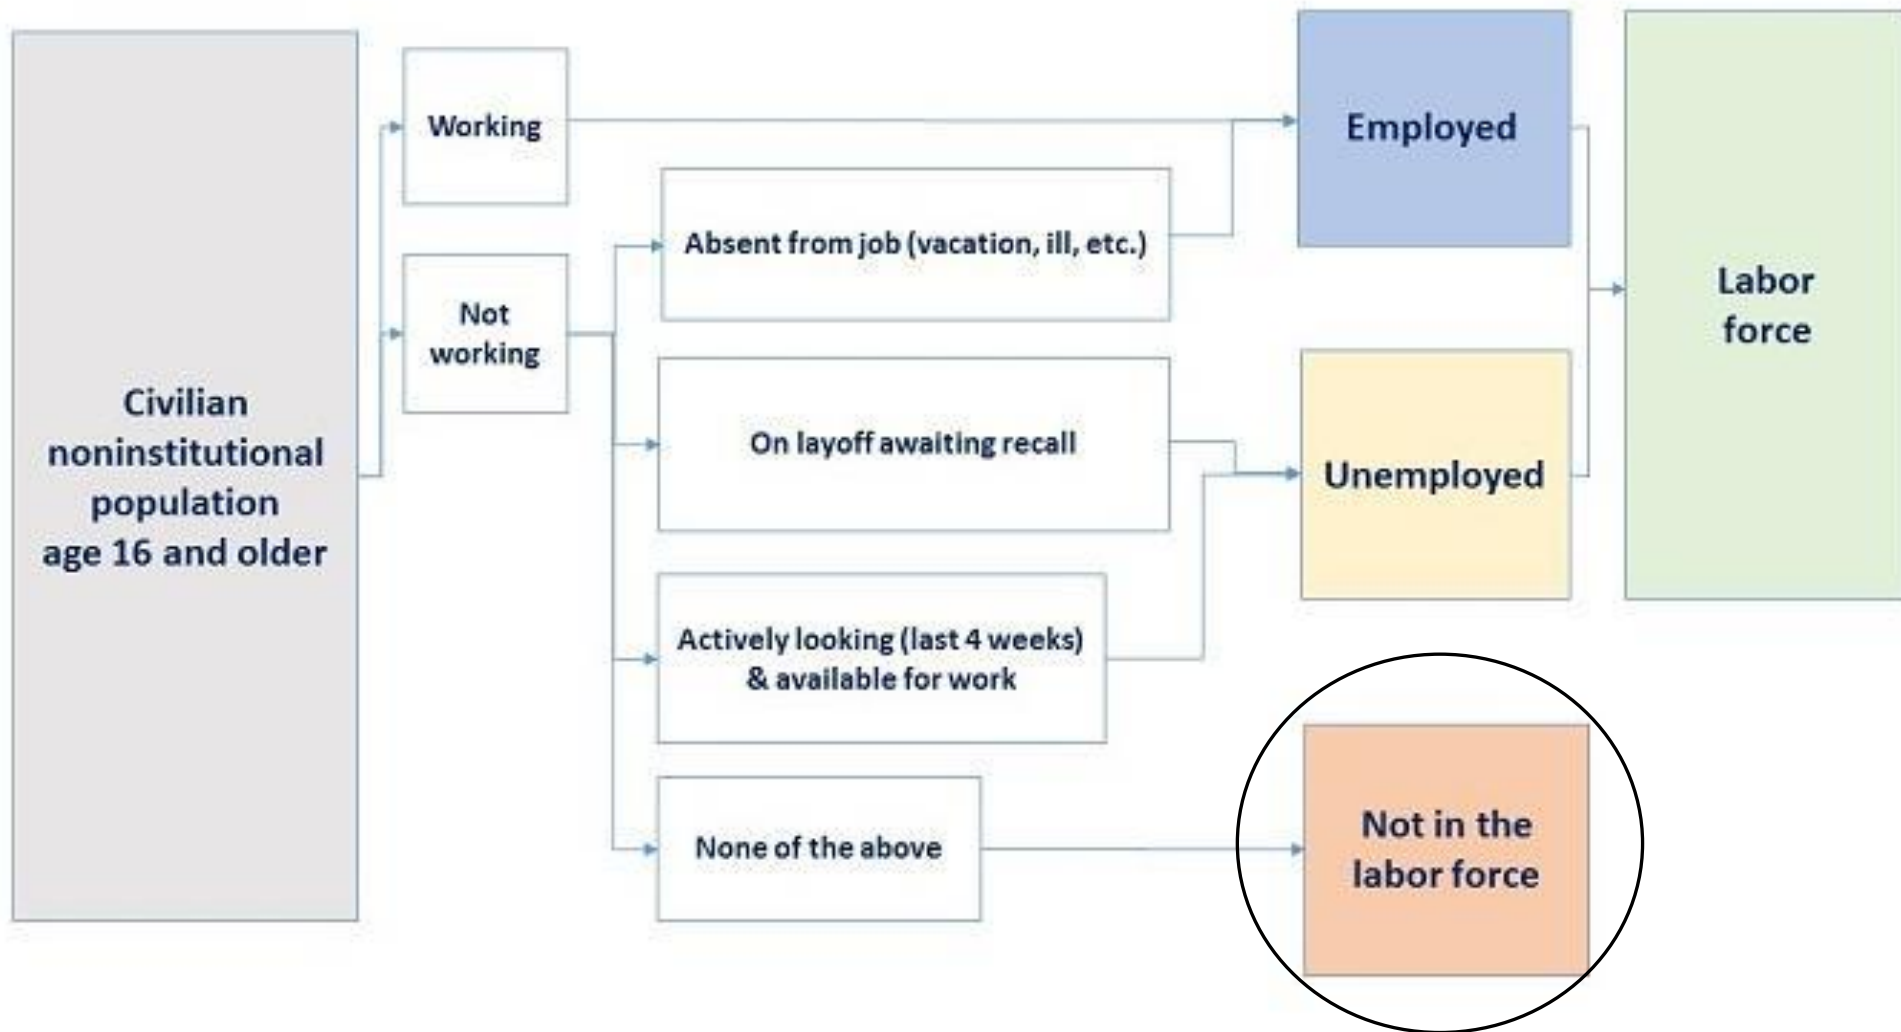 Civilian
noninstitutional
population
age 16 and older
Working
Not
working
Absent from job (vacation, ill, etc.)
On layoff awaiting recall
Actively looking (last 4 weeks)
& available for work
None of the above
Employed
Unemployed
Not in the
labor force
Labor
force